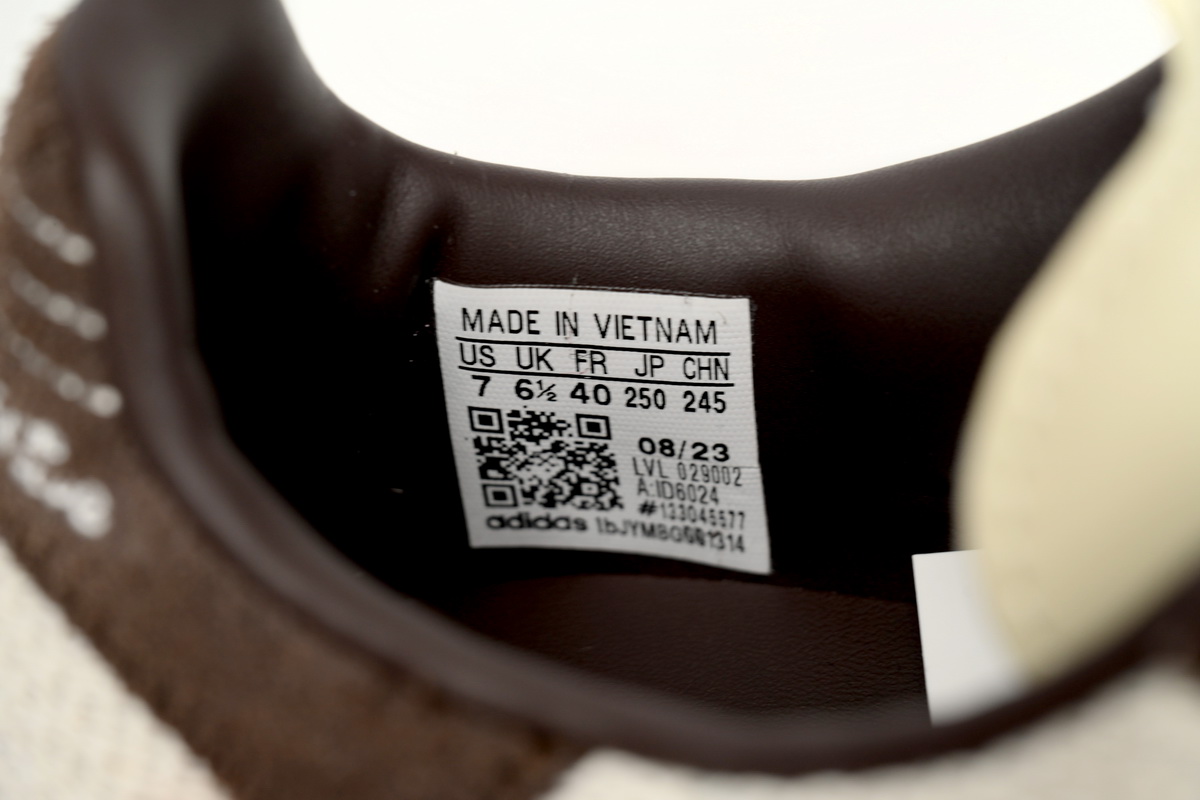 MADE IN VIETNAM
US UK FR JP CHN
7 6½ 40 250 245
08/23
LVL 029002
A:ID6024
#133045577
adidas